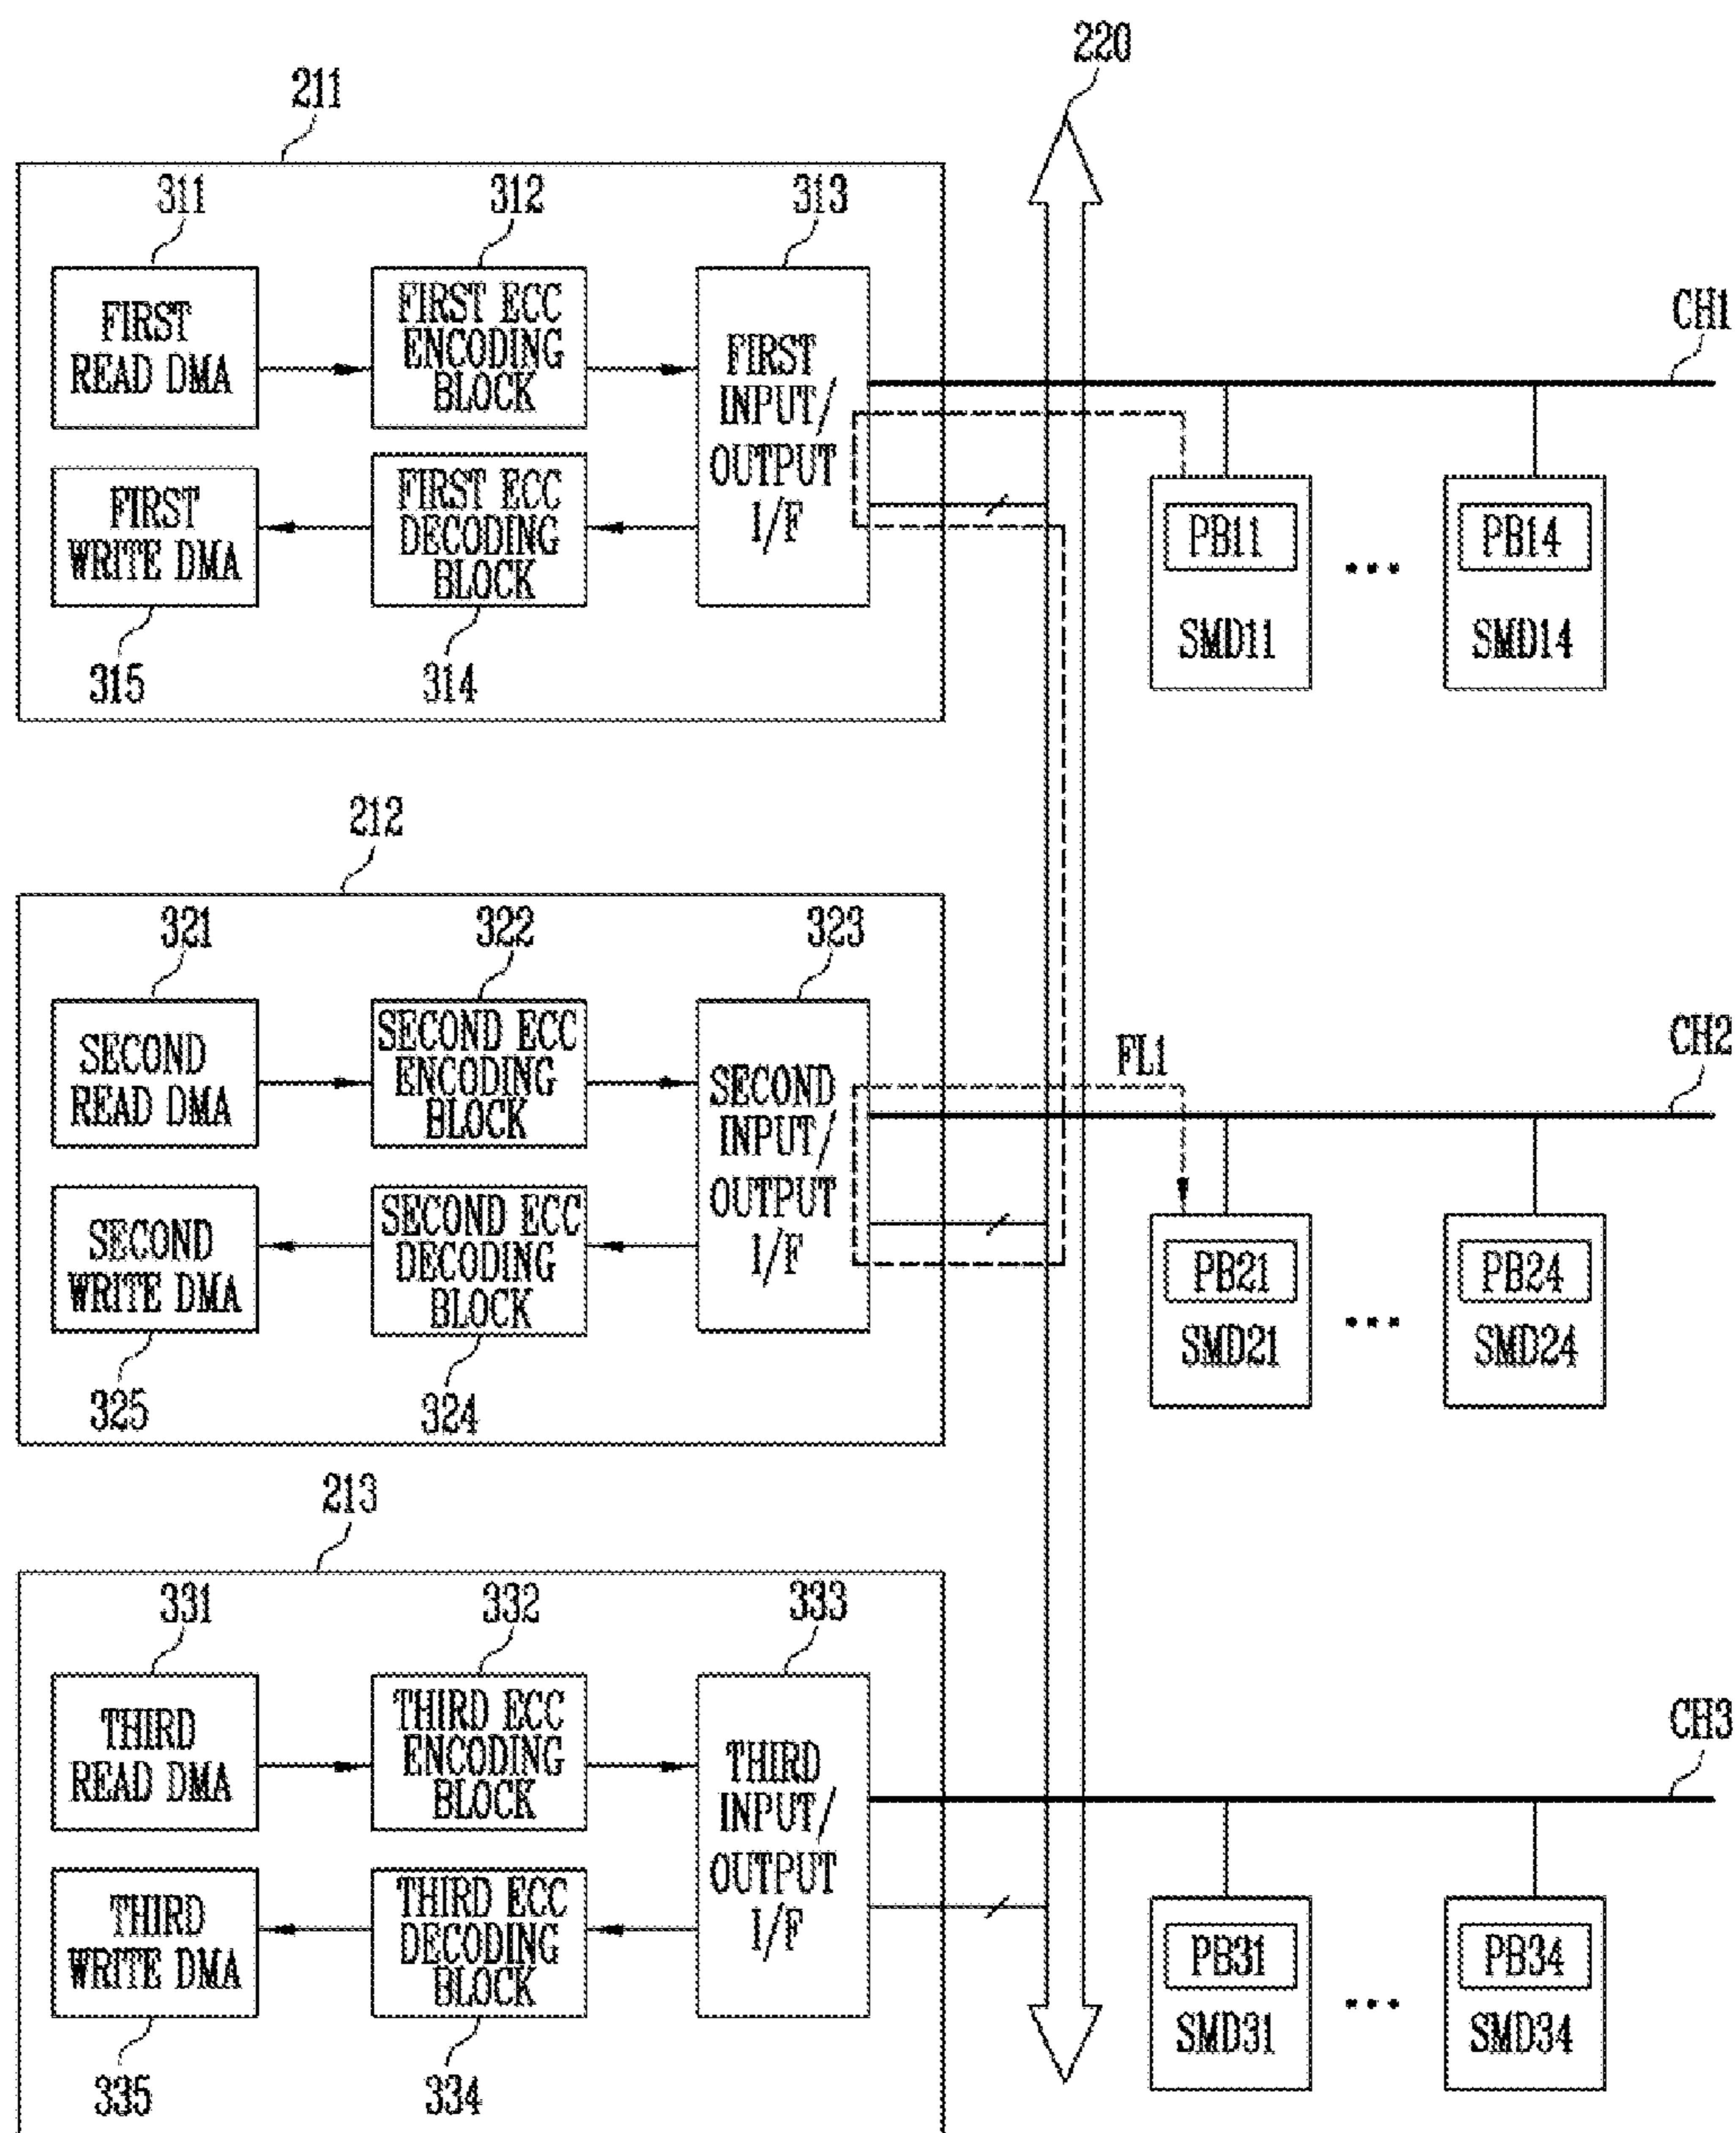 220
211
311
312
313
FIRST
READ DMA
FIRST ECC
ENCODING
BLOCK
FIRST
INPUT/
OUTPUT
I/F
CH1
FIRST
WRITE DMA
FIRST ECC
DECODING
BLOCK
PB11
SMD11
...
PB14
SMD14
315
314
212
321
322
323
SECOND
READ DMA
SECOND ECC
ENCODING
BLOCK
SECOND
INPUT/
OUTPUT
I/F
FL1
CH2
SECOND
WRITE DMA
SECOND ECC
DECODING
BLOCK
PB21
SMD21
...
PB24
SMD24
325
324
213
331
332
333
THIRD
READ DMA
THIRD ECC
ENCODING
BLOCK
THIRD
INPUT/
OUTPUT
I/F
CH3
THIRD
WRITE DMA
THIRD ECC
DECODING
BLOCK
PB31
SMD31
...
PB34
SMD34
335
334